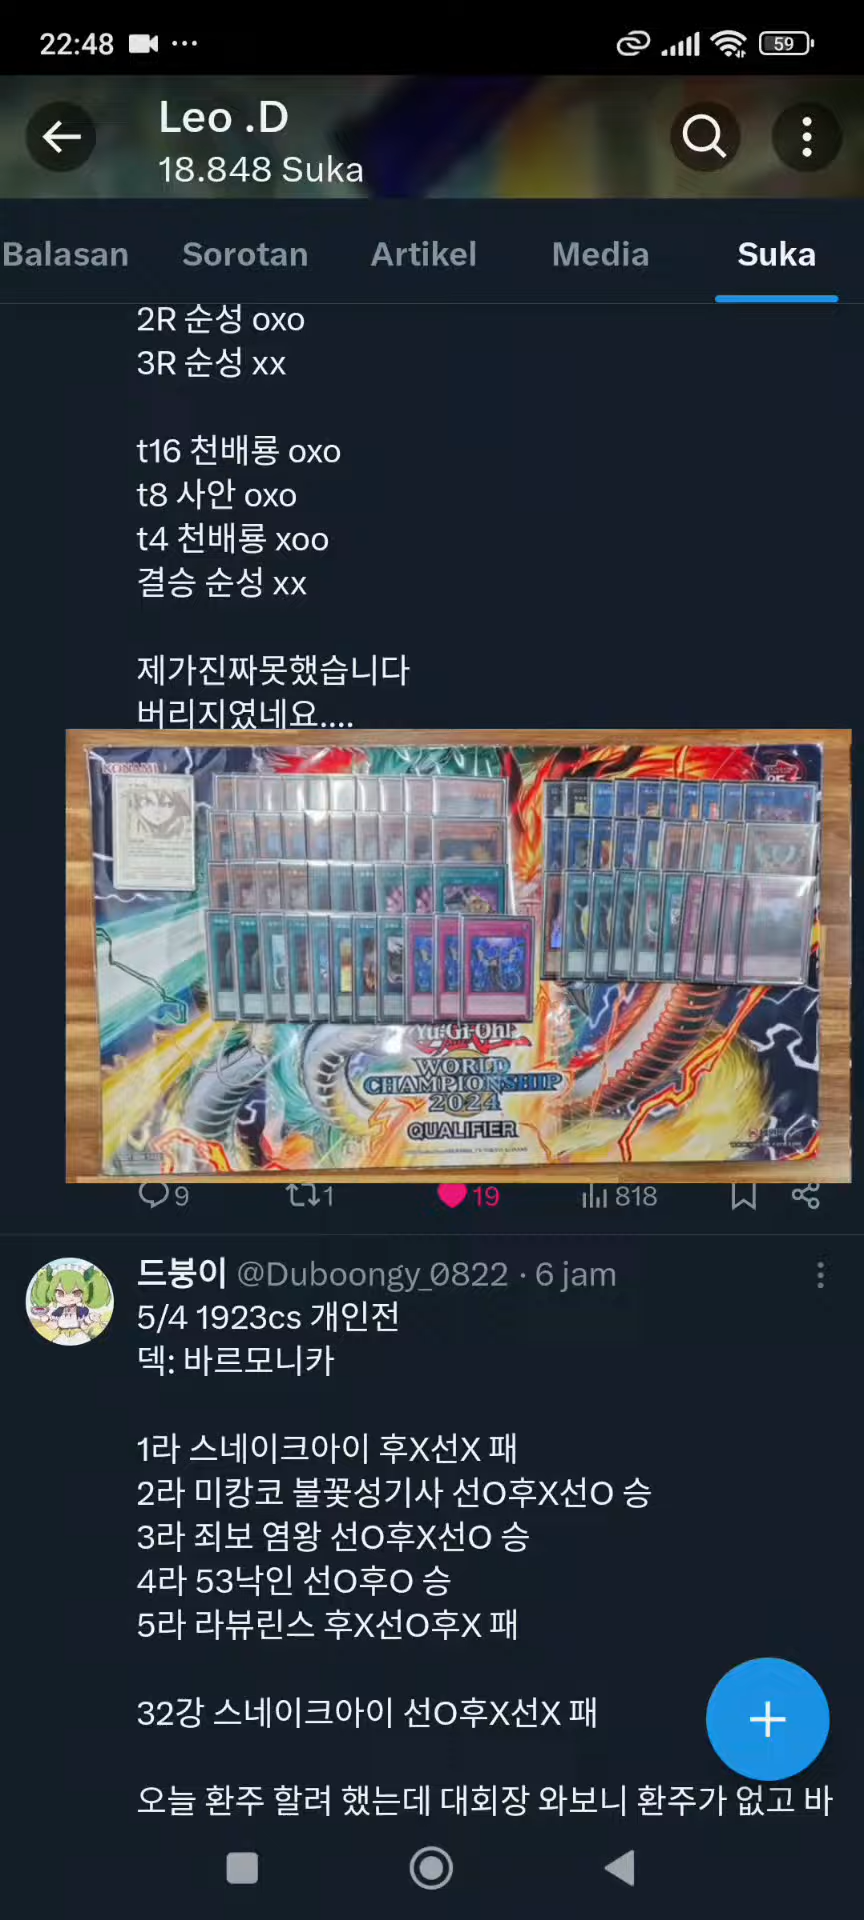 22:48
59
Leo .D
18.848 Suka
Balasan Sorotan Artikel Media Suka
2R 순성 oxo
3R 순성 xx
t16 천배룡 oxo
t8 사안 oxo
t4 천배룡 xoo
결승 순성 xx
제가진짜못했습니다
버리지였네요....
KONAMI
Yu-Gi-Oh!
WORLD
CHAMPIONSHIP
2024
QUALIFIER
9 1 19 818
드붕이 @Duboongy_0822 · 6 jam
5/4 1923cs 개인전
덱: 바르모니카
1라 스네이크아이 후X선X 패
2라 미캉코 불꽃성기사 선O후X선O 승
3라 죄보 염왕 선O후X선O 승
4라 53낙인 선O후O 승
5라 라뷰린스 후X선O후X 패
32강 스네이크아이 선O후X선X 패
오늘 환주 할려 했는데 대회장 와보니 환주가 없고 바